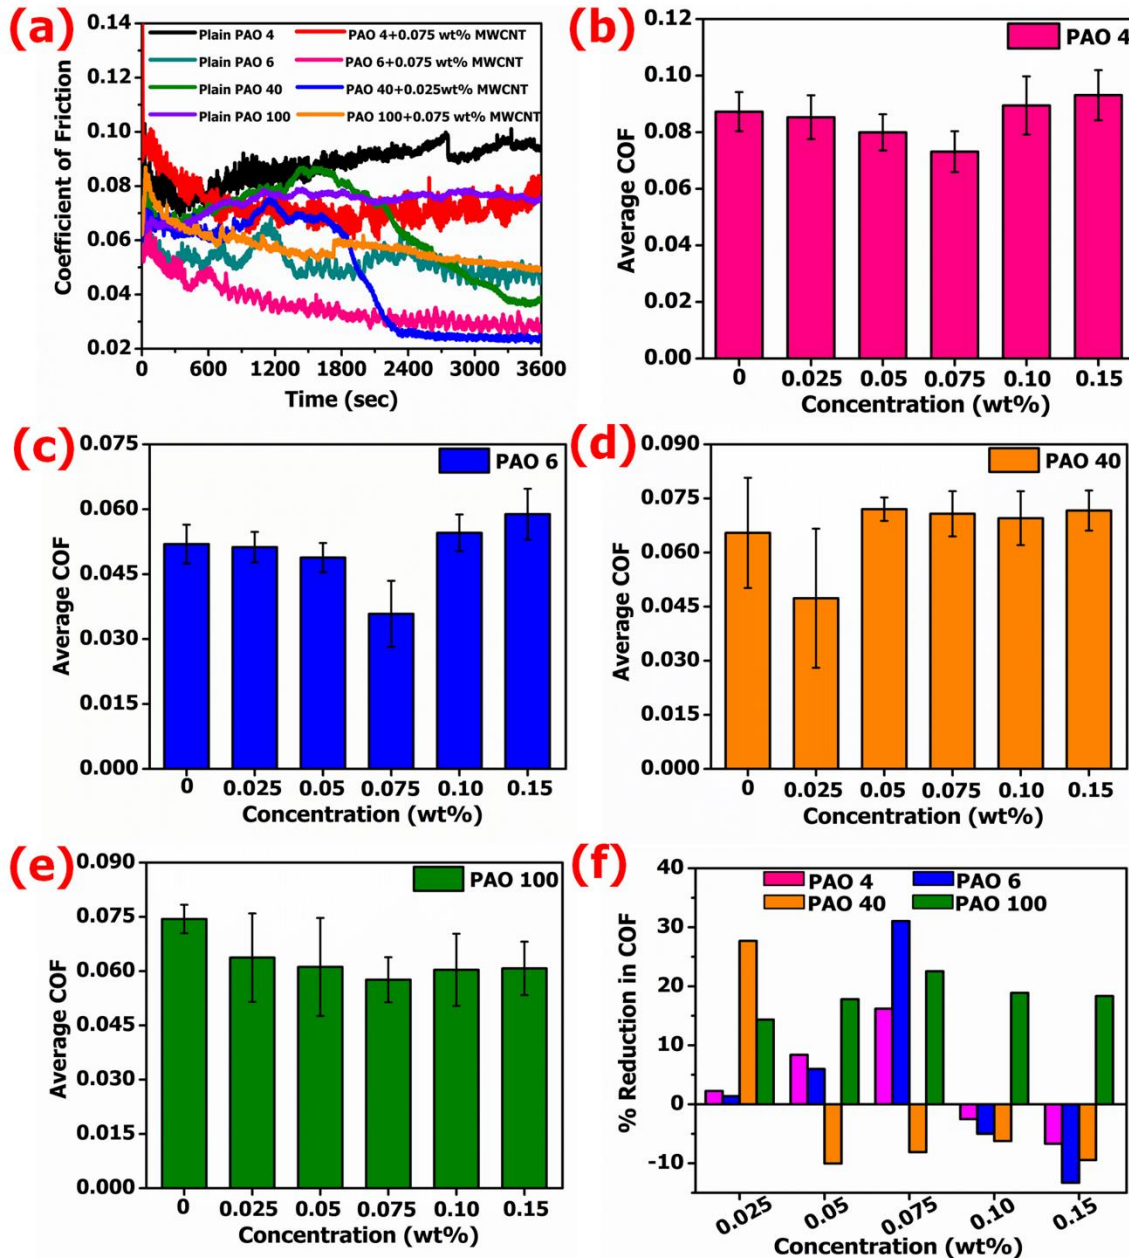 (a)
0.14
0.12
0.10
0.08
0.06
0.04
0.02
Coefficient of Friction
Plain PAO 4
PAO 4+0.075 wt% MWCNT
Plain PAO 6
PAO 6+0.075 wt% MWCNT
Plain PAO 40
PAO 40+0.025wt% MWCNT
Plain PAO 100
PAO 100+0.075 wt% MWCNT
0 600 1200 1800 2400 3000 3600
Time (sec)
(b)
0.12
0.10
0.08
0.06
0.04
0.02
0.00
Average COF
PAO 4
0 0.025 0.05 0.075 0.10 0.15
Concentration (wt%)
(c)
0.075
0.060
0.045
0.030
0.015
0.000
Average COF
PAO 6
0 0.025 0.05 0.075 0.10 0.15
Concentration (wt%)
(d)
0.090
0.075
0.060
0.045
0.030
0.015
0.000
Average COF
PAO 40
0 0.025 0.05 0.075 0.10 0.15
Concentration (wt%)
(e)
0.090
0.075
0.060
0.045
0.030
0.015
0.000
Average COF
PAO 100
0 0.025 0.05 0.075 0.10 0.15
Concentration (wt%)
(f)
40
30
20
10
0
-10
% Reduction in COF
PAO 4 PAO 6
PAO 40 PAO 100
0.025 0.05 0.075 0.10 0.15
Concentration (wt%)